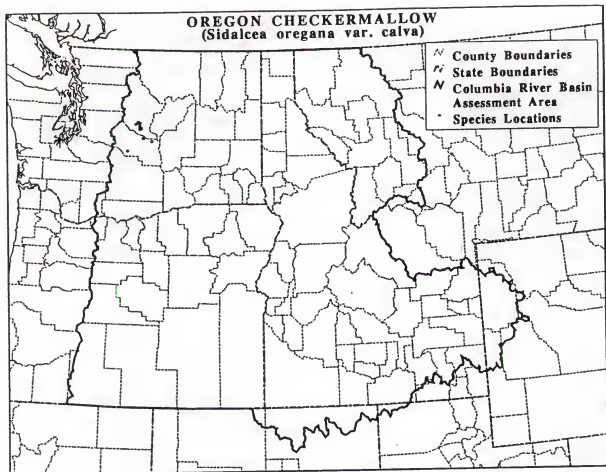 OREGON CHECKERMALLOW
(Sidalcea oregana var. calva)
County Boundaries
State Boundaries
Columbia River Basin
Assessment Area
Species Locations